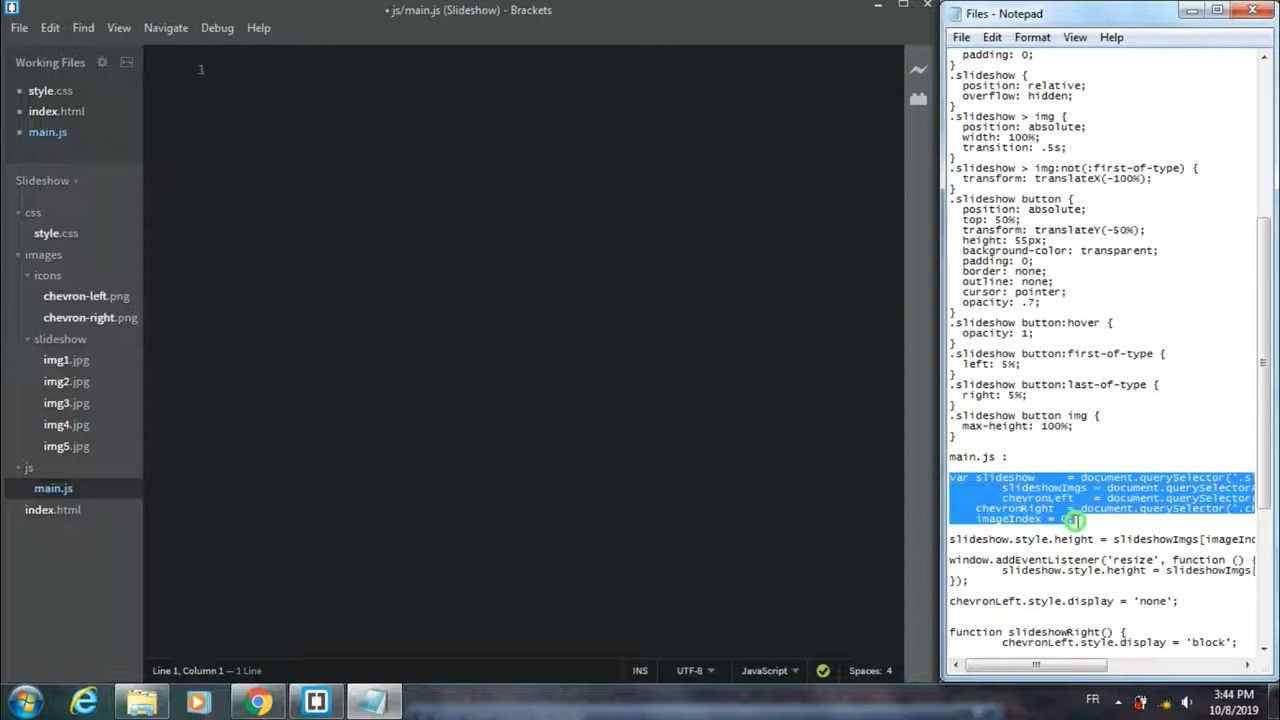 js/main.js (Slideshow) - Brackets
File Edit Find View Navigate Debug Help
Working Files
style.css
index.html
main.js
Slideshow
css
style.css
images
icons
chevron-left.png
chevron-right.png
slideshow
img1.jpg
img2.jpg
img3.jpg
img4.jpg
img5.jpg
js
main.js
index.html
1
Line 1, Column 1 — 1 Line
INS
UTF-8
JavaScript
Spaces: 4
Files - Notepad
File Edit Format View Help
padding: 0;
}
.slideshow {
position: relative;
overflow: hidden;
}
.slideshow > img {
position: absolute;
width: 100%;
transition: .5s;
}
.slideshow > img:not(:first-of-type) {
transform: translateX(-100%);
}
.slideshow button {
position: absolute;
top: 50%;
transform: translateY(-50%);
height: 55px;
background-color: transparent;
padding: 0;
border: none;
outline: none;
cursor: pointer;
opacity: .7;
}
.slideshow button:hover {
opacity: 1;
}
.slideshow button:first-of-type {
left: 5%;
}
.slideshow button:last-of-type {
right: 5%;
}
.slideshow button img {
max-height: 100%;
}
main.js :
var slideshow = document.querySelector('.s
slideshowImgs = document.querySelectorA
chevronLeft = document.querySelector(
chevronRight = document.querySelector('.c
imageIndex =
slideshow.style.height = slideshowImgs[imageInd
window.addEventListener('resize', function () {
slideshow.style.height = slideshowImgs[
});
chevronLeft.style.display = 'none';
function slideshowRight() {
chevronLeft.style.display = 'block';
FR
3:44 PM
10/8/2019